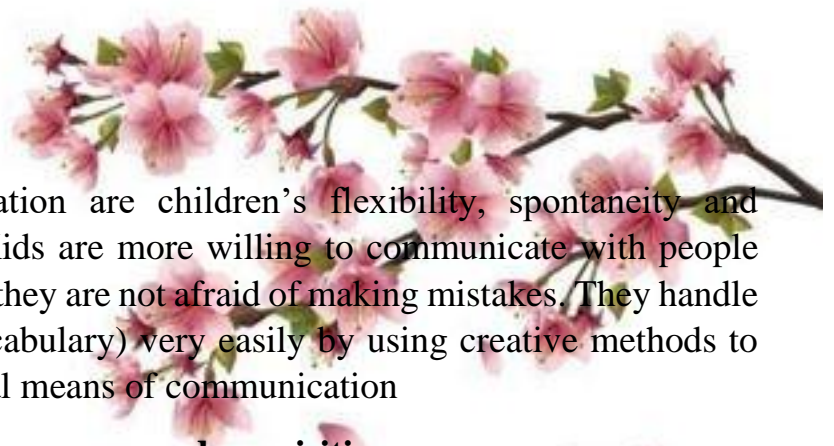 ation are children’s flexibility, spontaneity and
ids are more willing to communicate with people
they are not afraid of making mistakes. They handle
cabulary) very easily by using creative methods to
l means of communication